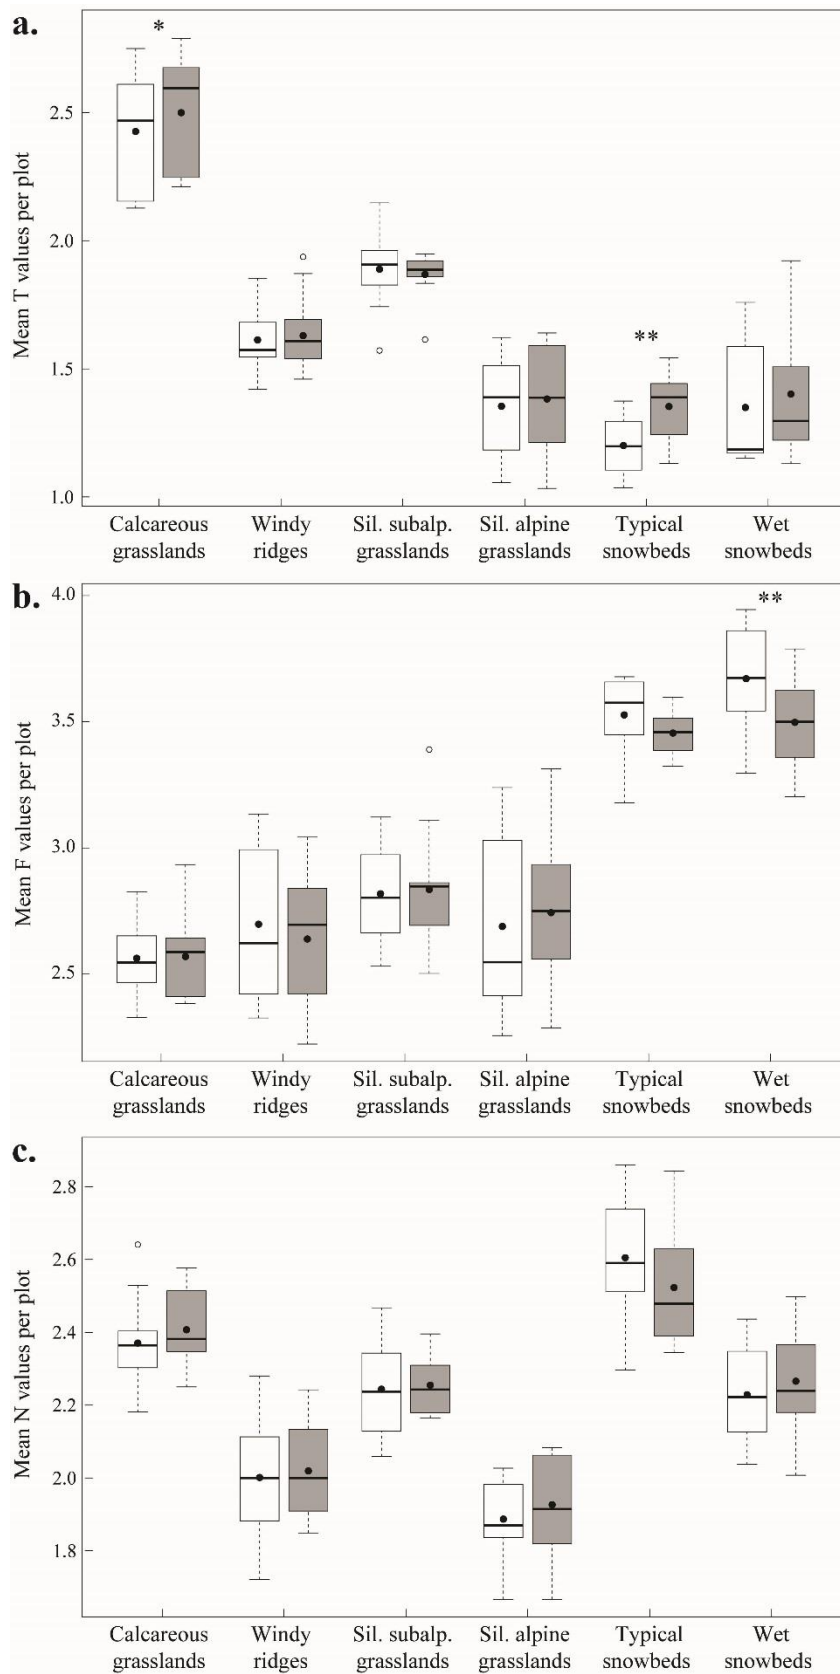 a.
*
2.5
2.0
1.5
1.0
**
Mean T values per plot
Calcareous grasslands
Windy ridges
Sil. subalp. grasslands
Sil. alpine grasslands
Typical snowbeds
Wet snowbeds
b.
4.0
3.5
3.0
2.5
**
Mean F values per plot
Calcareous grasslands
Windy ridges
Sil. subalp. grasslands
Sil. alpine grasslands
Typical snowbeds
Wet snowbeds
c.
2.8
2.6
2.4
2.2
2.0
1.8
Mean N values per plot
Calcareous grasslands
Windy ridges
Sil. subalp. grasslands
Sil. alpine grasslands
Typical snowbeds
Wet snowbeds